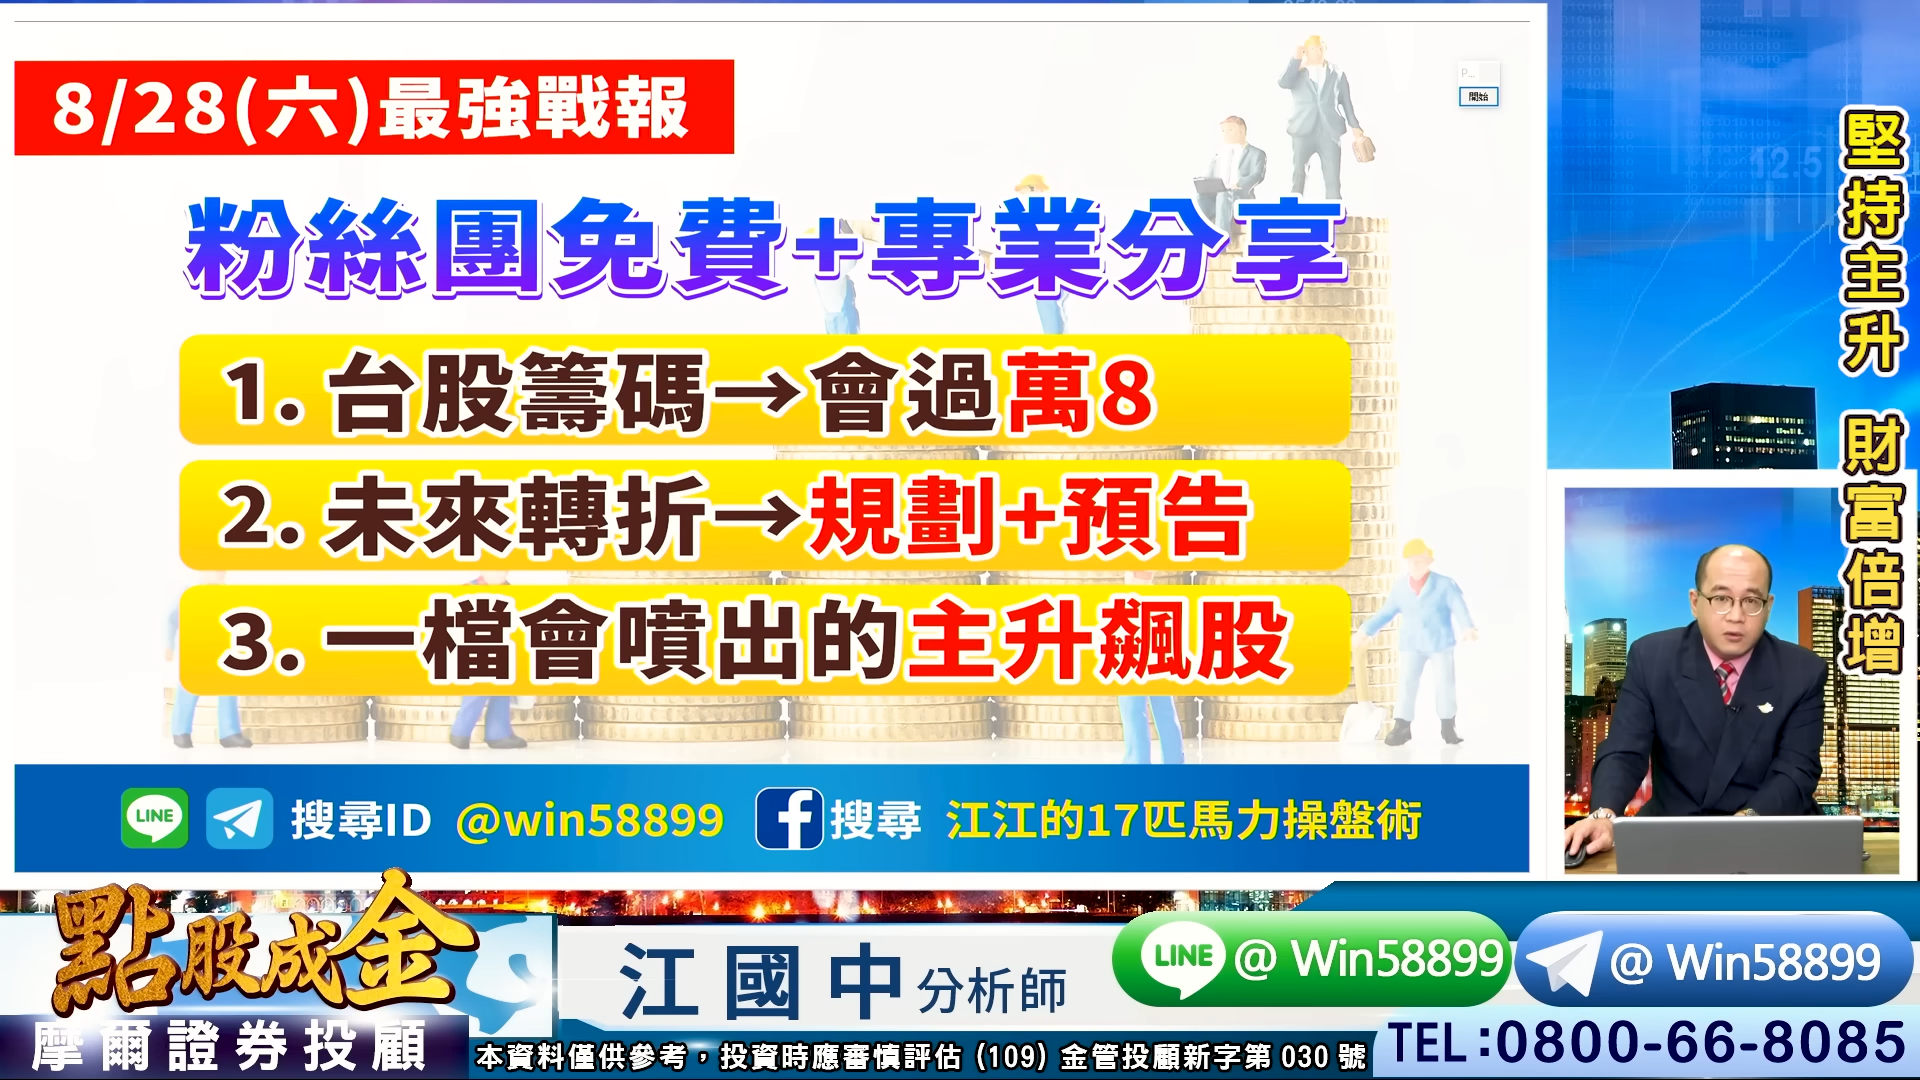 8/28(六)最強戰報
P...
開始
粉絲團免費+專業分享
1. 台股籌碼→會過萬8
2. 未來轉折→規劃+預告
3. 一檔會噴出的主升飆股
LINE 搜尋ID @win58899 f 搜尋 江江的17匹馬力操盤術
堅持主升 財富倍增
點股成金
摩爾證券投顧
江國中分析師
LINE @ Win58899
@ Win58899
本資料僅供參考，投資時應審慎評估 (109) 金管投顧新字第 030 號
TEL:0800-66-8085